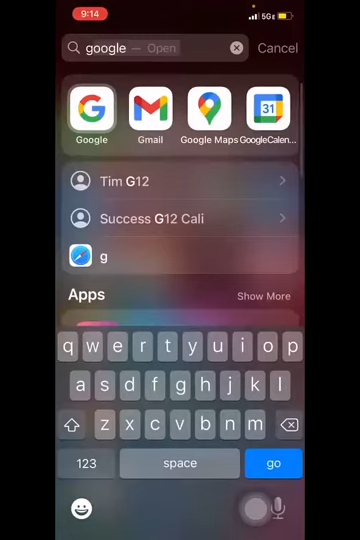 9:14
5GE
google — Open
Cancel
Google Gmail Google Maps GoogleCalen...
31
Tim G12
Success G12 Cali
g
Apps
Show More
q w e r t y u i o p
a s d f g h j k l
z x c v b n m
123 space go